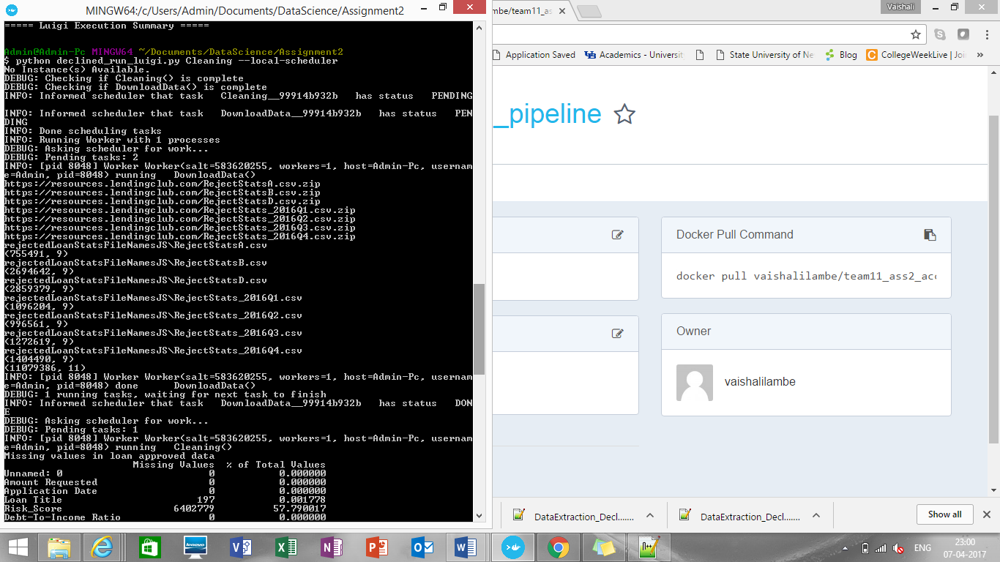 MINGW64:/c/Users/Admin/Documents/DataScience/Assignment2
===== Luigi Execution Summary =====
Admin@Admin-Pc MINGW64 ~/Documents/DataScience/Assignment2
$ python declined_run_luigi.py Cleaning --local-scheduler
No Instance(s) Available.
DEBUG: Checking if Cleaning() is complete
DEBUG: Checking if DownloadData() is complete
INFO: Informed scheduler that task   Cleaning__99914b932b   has status   PENDING
INFO: Informed scheduler that task   DownloadData__99914b932b   has status   PEN
DING
INFO: Done scheduling tasks
INFO: Running Worker with 1 processes
DEBUG: Asking scheduler for work...
DEBUG: Pending tasks: 2
INFO: [pid 8048] Worker Worker(salt=583620255, workers=1, host=Admin-Pc, usernam
e=Admin, pid=8048) running   DownloadData()
https://resources.lendingclub.com/RejectStatsA.csv.zip
https://resources.lendingclub.com/RejectStatsB.csv.zip
https://resources.lendingclub.com/RejectStatsD.csv.zip
https://resources.lendingclub.com/RejectStats_2016Q1.csv.zip
https://resources.lendingclub.com/RejectStats_2016Q2.csv.zip
https://resources.lendingclub.com/RejectStats_2016Q3.csv.zip
https://resources.lendingclub.com/RejectStats_2016Q4.csv.zip
rejectedLoanStatsFileNamesJS\RejectStatsA.csv
(755491, 9)
rejectedLoanStatsFileNamesJS\RejectStatsB.csv
(2694642, 9)
rejectedLoanStatsFileNamesJS\RejectStatsD.csv
(2859379, 9)
rejectedLoanStatsFileNamesJS\RejectStats_2016Q1.csv
(1096204, 9)
rejectedLoanStatsFileNamesJS\RejectStats_2016Q2.csv
(996561, 9)
rejectedLoanStatsFileNamesJS\RejectStats_2016Q3.csv
(1272619, 9)
rejectedLoanStatsFileNamesJS\RejectStats_2016Q4.csv
(1404490, 9)
(11079386, 11)
INFO: [pid 8048] Worker Worker(salt=583620255, workers=1, host=Admin-Pc, usernam
e=Admin, pid=8048) done      DownloadData()
DEBUG: 1 running tasks, waiting for next task to finish
INFO: Informed scheduler that task   DownloadData__99914b932b   has status   DON
E
DEBUG: Asking scheduler for work...
DEBUG: Pending tasks: 1
INFO: [pid 8048] Worker Worker(salt=583620255, workers=1, host=Admin-Pc, usernam
e=Admin, pid=8048) running   Cleaning()
Missing values in loan approved data
Missing Values  % of Total Values
Unnamed: 0 0 0.000000
Amount Requested 0 0.000000
Application Date 0 0.000000
Loan Title 197 0.001778
Risk_Score 6402779 57.790017
Debt-To-Income Ratio 0 0.000000
mbe/team11_as
Vaishali
Application Saved
Academics - Universit
State University of Ne
Blog
CollegeWeekLive | Joi
_pipeline
Docker Pull Command
docker pull vaishalilambe/team11_ass2_acc
Owner
vaishalilambe
DataExtraction_Decl.......
DataExtraction_Decl.......
Show all
ENG
23:00
07-04-2017